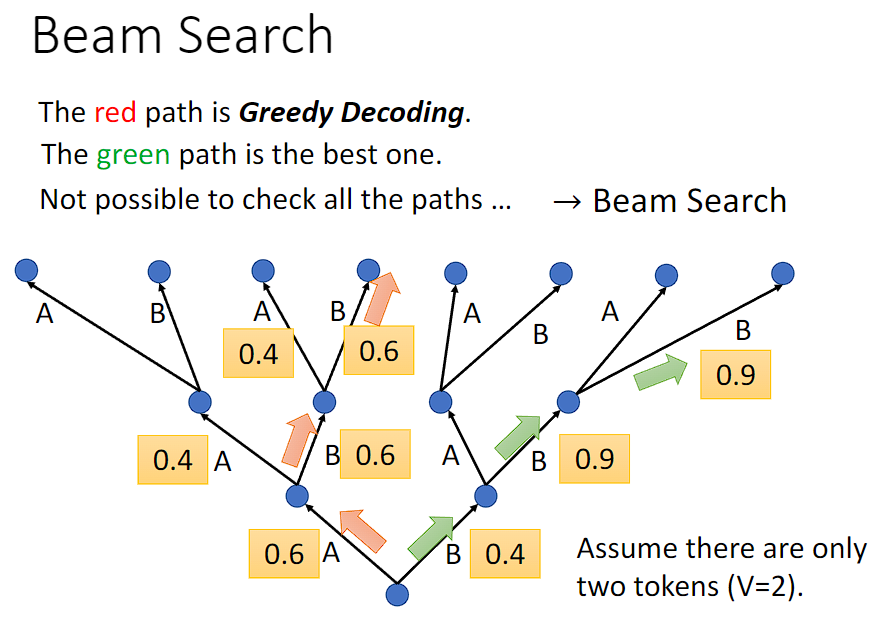 Beam Search
The red path is Greedy Decoding.
The green path is the best one.
Not possible to check all the paths … → Beam Search
A B A B A B A B
0.4 0.6 0.9
0.4 A B 0.6 A B 0.9
0.6 A B 0.4
Assume there are only
two tokens (V=2).